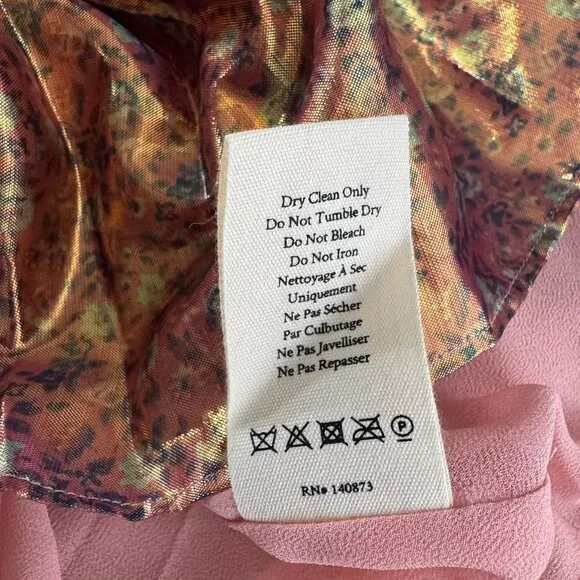 Dry Clean Only
Do Not Tumble Dry
Do Not Bleach
Do Not Iron
Nettoyage À Sec
Uniquement
Ne Pas Sécher
Par Culbutage
Ne Pas Javelliser
Ne Pas Repasser
P
RN# 140873